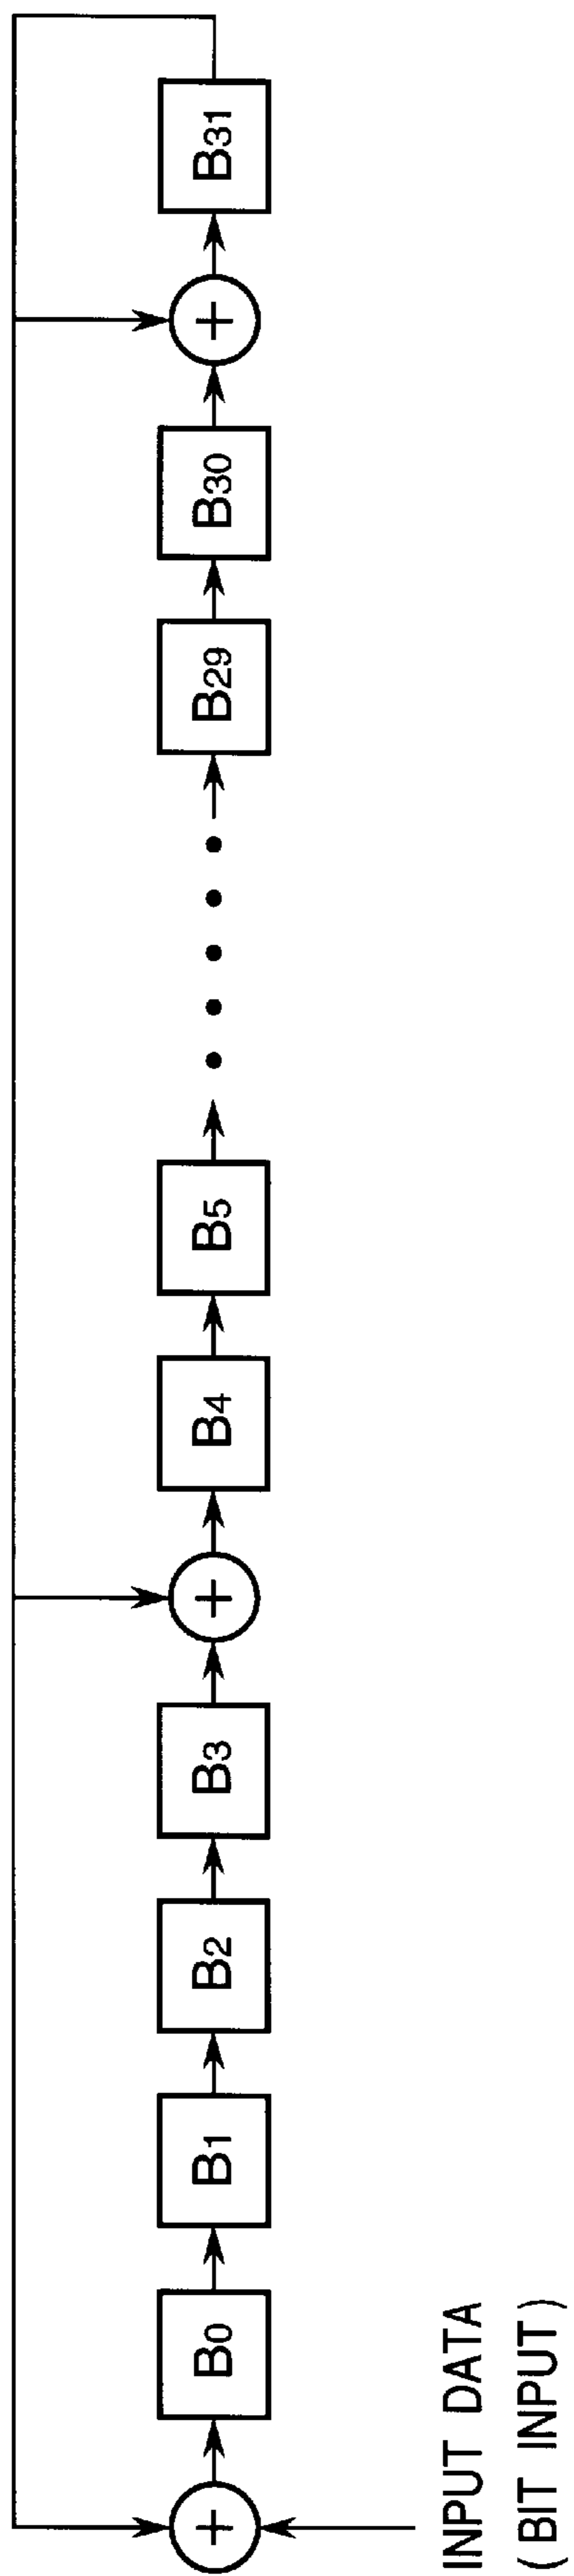 B0
B1
B2
B3
+
B4
B5
B29
B30
+
B31
+
INPUT DATA
( BIT INPUT )